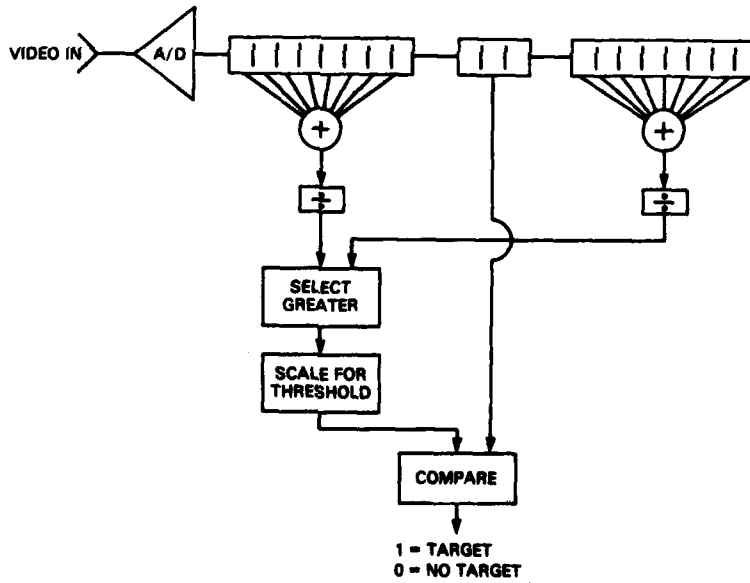 VIDEO IN
A/D
+
+
÷
÷
SELECT
GREATER
SCALE FOR
THRESHOLD
COMPARE
1 = TARGET
0 = NO TARGET